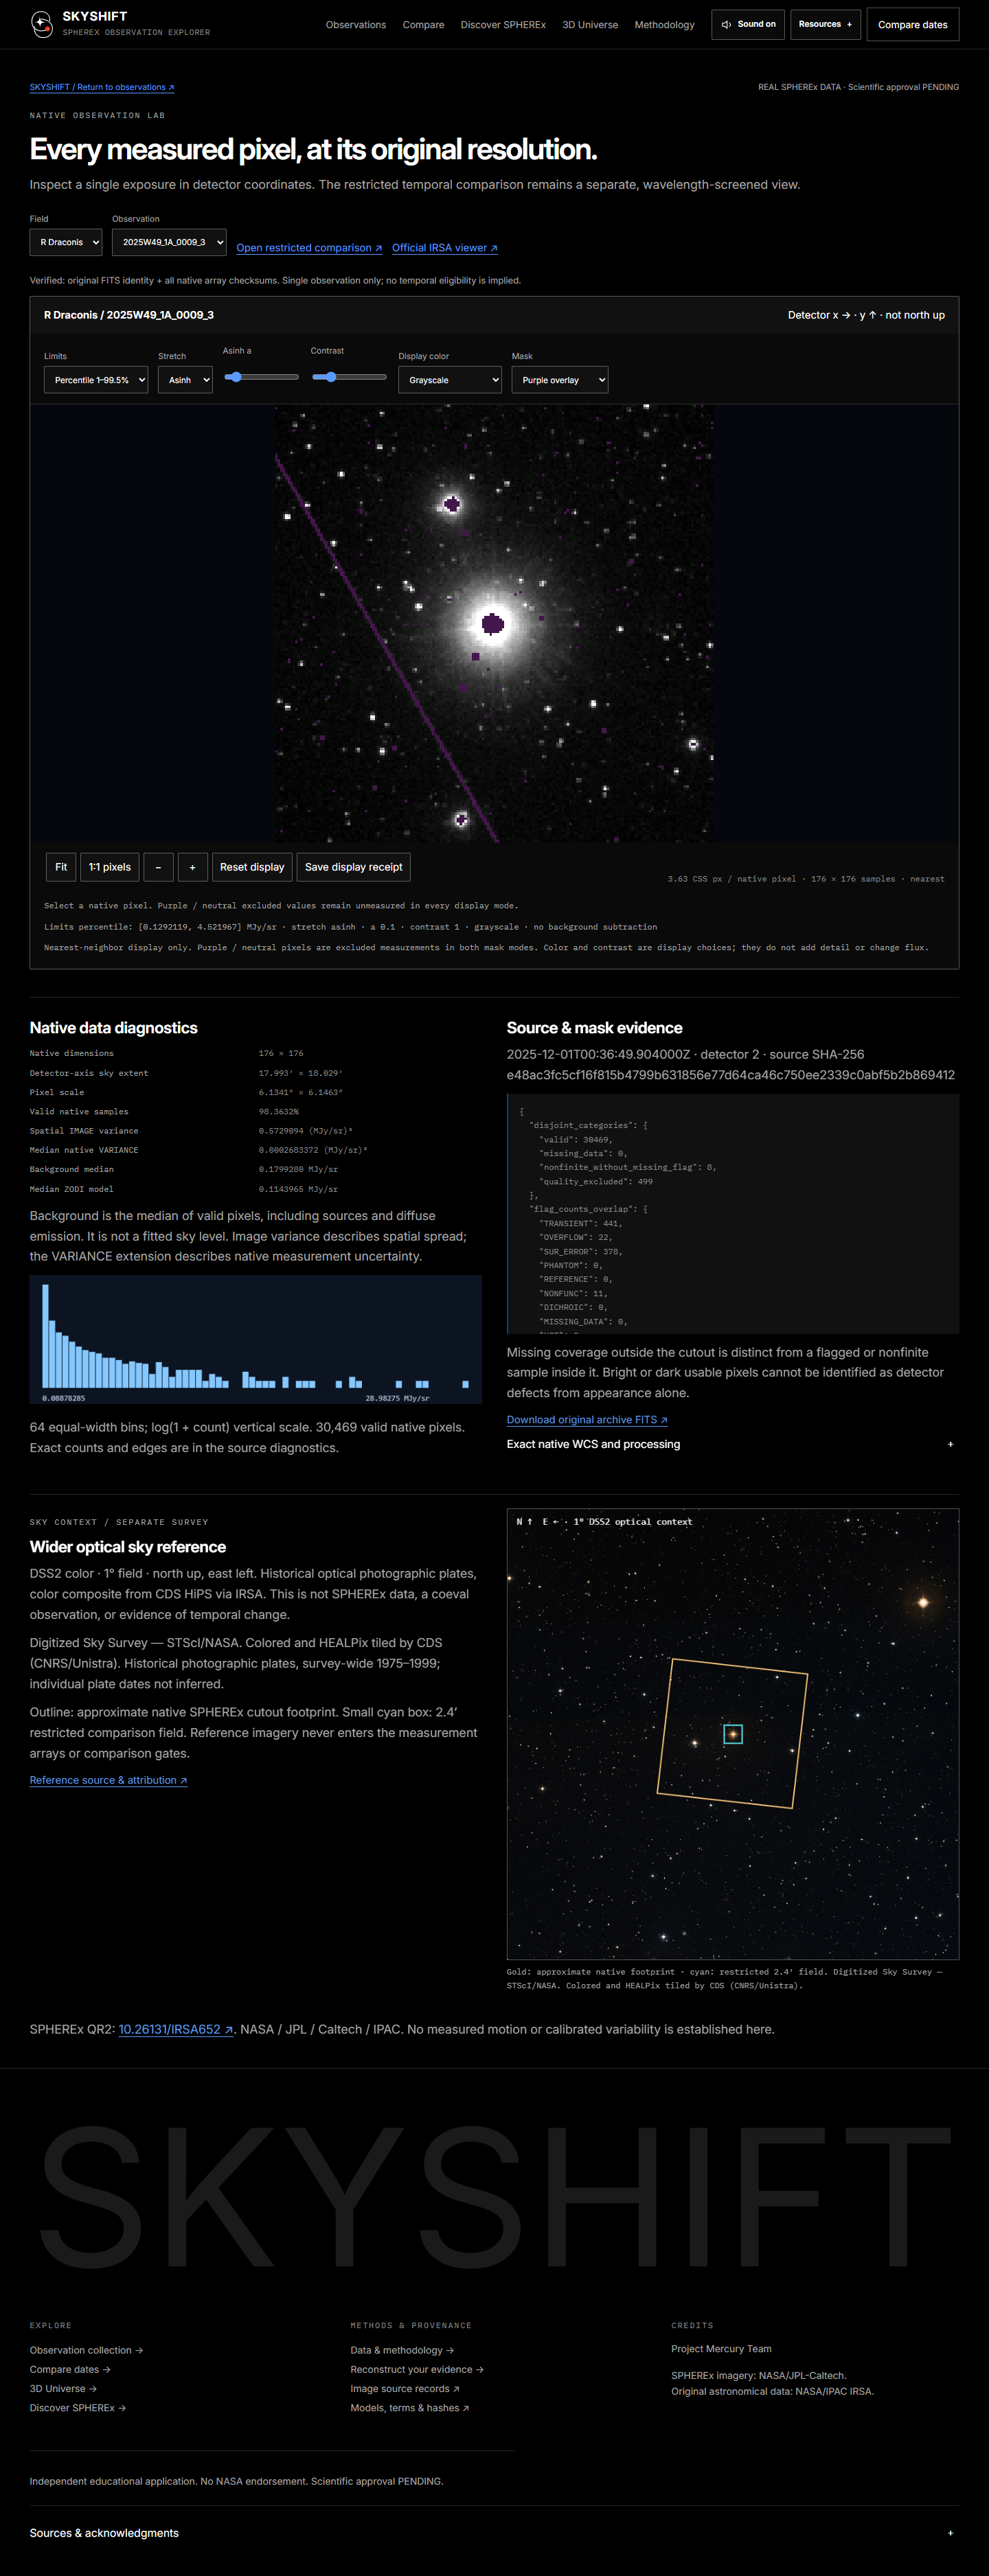 SKYSHIFT
SPHEREX OBSERVATION EXPLORER
Observations
Compare
Discover SPHEREx
3D Universe
Methodology
Sound on
Resources +
Compare dates
SKYSHIFT / Return to observations ↗
REAL SPHEREx DATA · Scientific approval PENDING
NATIVE OBSERVATION LAB
Every measured pixel, at its original resolution.
Inspect a single exposure in detector coordinates. The restricted temporal comparison remains a separate, wavelength-screened view.
Field
Observation
R Draconis
2025W49_1A_0009_3
Open restricted comparison ↗
Official IRSA viewer ↗
Verified: original FITS identity + all native array checksums. Single observation only; no temporal eligibility is implied.
R Draconis / 2025W49_1A_0009_3
Detector x → · y ↑ · not north up
Limits
Stretch
Asinh a
Contrast
Display color
Mask
Percentile 1–99.5%
Asinh
Grayscale
Purple overlay
Fit
1:1 pixels
−
+
Reset display
Save display receipt
3.63 CSS px / native pixel · 176 × 176 samples · nearest
Select a native pixel. Purple / neutral excluded values remain unmeasured in every display mode.
Limits percentile: [0.1292119, 4.521967] MJy/sr · stretch asinh · a 0.1 · contrast 1 · grayscale · no background subtraction
Nearest-neighbor display only. Purple / neutral pixels are excluded measurements in both mask modes. Color and contrast are display choices; they do not add detail or change flux.
Native data diagnostics
Native dimensions 176 × 176
Detector-axis sky extent 17.993′ × 18.029′
Pixel scale 6.1341″ × 6.1463″
Valid native samples 98.3632%
Spatial IMAGE variance 0.5729094 (MJy/sr)²
Median native VARIANCE 0.0002683372 (MJy/sr)²
Background median 0.1799280 MJy/sr
Median ZODI model 0.1143965 MJy/sr
Background is the median of valid pixels, including sources and diffuse
emission. It is not a fitted sky level. Image variance describes spatial spread;
the VARIANCE extension describes native measurement uncertainty.
0.08878285
28.98275 MJy/sr
64 equal-width bins; log(1 + count) vertical scale. 30,469 valid native pixels.
Exact counts and edges are in the source diagnostics.
Source & mask evidence
2025-12-01T00:36:49.904000Z · detector 2 · source SHA-256
e48ac3fc5cf16f815b4799b631856e77d64ca46c750ee2339c0abf5b2b869412
{
"disjoint_categories": {
"valid": 30469,
"missing_data": 0,
"nonfinite_without_missing_flag": 8,
"quality_excluded": 499
},
"flag_counts_overlap": {
"TRANSIENT": 441,
"OVERFLOW": 22,
"SUR_ERROR": 378,
"PHANTOM": 0,
"REFERENCE": 0,
"NONFUNC": 11,
"DICHROIC": 0,
"MISSING_DATA": 0,
Missing coverage outside the cutout is distinct from a flagged or nonfinite
sample inside it. Bright or dark usable pixels cannot be identified as detector
defects from appearance alone.
Download original archive FITS ↗
Exact native WCS and processing +
SKY CONTEXT / SEPARATE SURVEY
Wider optical sky reference
DSS2 color · 1° field · north up, east left. Historical optical photographic plates,
color composite from CDS HiPS via IRSA. This is not SPHEREx data, a coeval
observation, or evidence of temporal change.
Digitized Sky Survey — STScI/NASA. Colored and HEALPix tiled by CDS
(CNRS/Unistra). Historical photographic plates, survey-wide 1975–1999;
individual plate dates not inferred.
Outline: approximate native SPHEREx cutout footprint. Small cyan box: 2.4′
restricted comparison field. Reference imagery never enters the measurement
arrays or comparison gates.
Reference source & attribution ↗
N ↑ E ← · 1° DSS2 optical context
Gold: approximate native footprint · cyan: restricted 2.4′ field. Digitized Sky Survey —
STScI/NASA. Colored and HEALPix tiled by CDS (CNRS/Unistra).
SPHEREx QR2: 10.26131/IRSA652 ↗. NASA / JPL / Caltech / IPAC. No measured motion or calibrated variability is established here.
SKYSHIFT
EXPLORE
Observation collection →
Compare dates →
3D Universe →
Discover SPHEREx →
METHODS & PROVENANCE
Data & methodology →
Reconstruct your evidence →
Image source records ↗
Models, terms & hashes ↗
CREDITS
Project Mercury Team
SPHEREx imagery: NASA/JPL-Caltech.
Original astronomical data: NASA/IPAC IRSA.
Independent educational application. No NASA endorsement. Scientific approval PENDING.
Sources & acknowledgments +